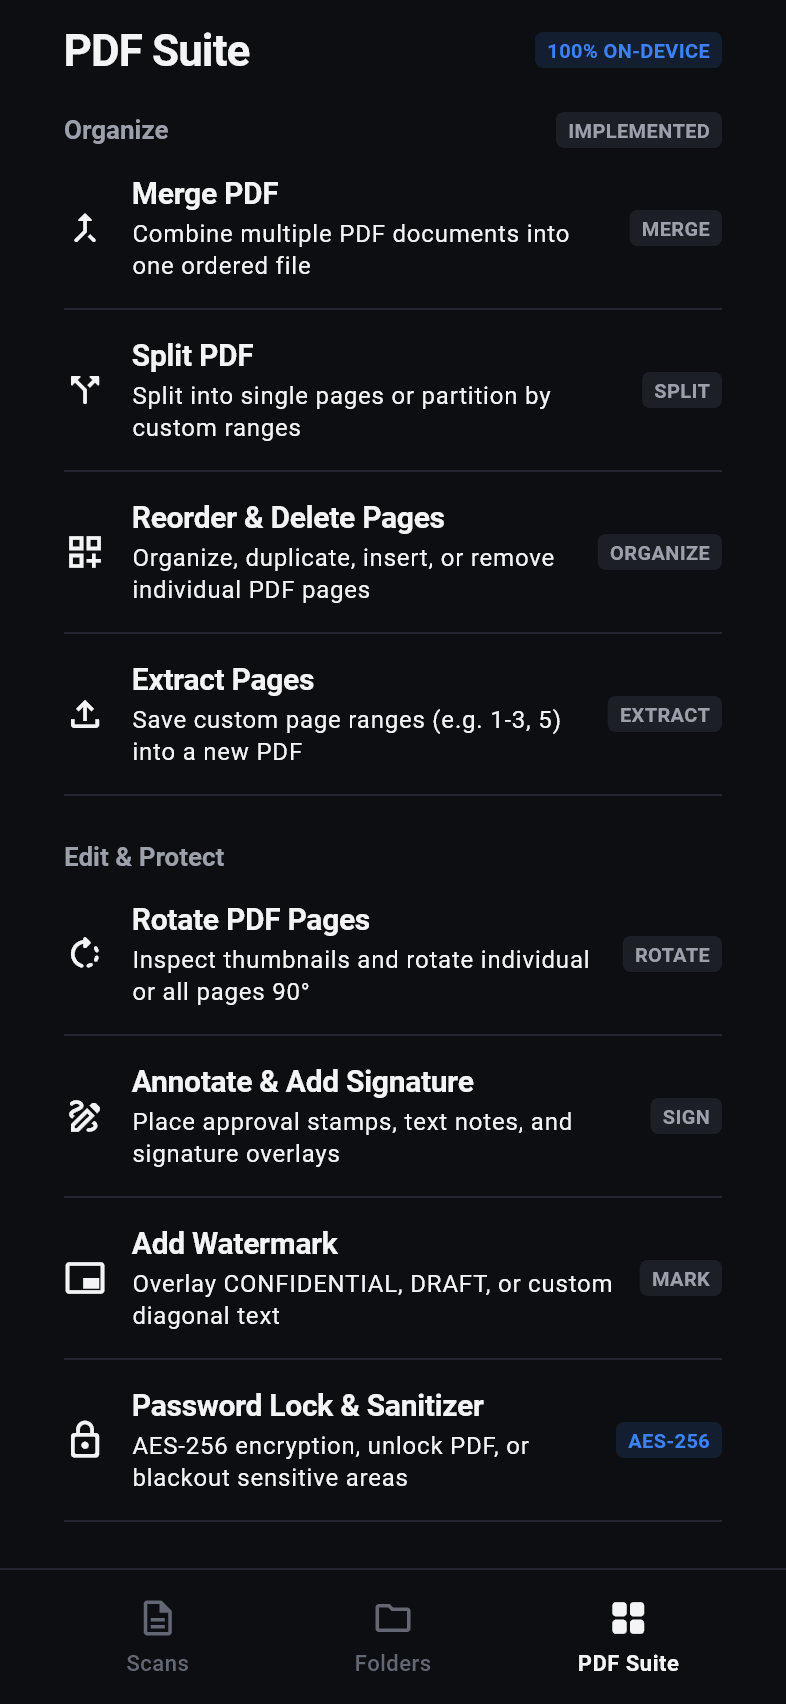 PDF Suite
100% ON-DEVICE
Organize
IMPLEMENTED
Merge PDF
Combine multiple PDF documents into
one ordered file
MERGE
Split PDF
Split into single pages or partition by
custom ranges
SPLIT
Reorder & Delete Pages
Organize, duplicate, insert, or remove
individual PDF pages
ORGANIZE
Extract Pages
Save custom page ranges (e.g. 1-3, 5)
into a new PDF
EXTRACT
Edit & Protect
Rotate PDF Pages
Inspect thumbnails and rotate individual
or all pages 90°
ROTATE
Annotate & Add Signature
Place approval stamps, text notes, and
signature overlays
SIGN
Add Watermark
Overlay CONFIDENTIAL, DRAFT, or custom
diagonal text
MARK
Password Lock & Sanitizer
AES-256 encryption, unlock PDF, or
blackout sensitive areas
AES-256
Scans
Folders
PDF Suite